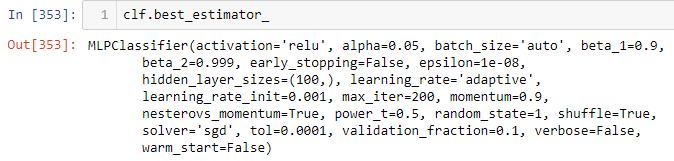 In [353]: 1 clf.best_estimator_
Out[353]: MLPClassifier(activation='relu', alpha=0.05, batch_size='auto', beta_1=0.9,
beta_2=0.999, early_stopping=False, epsilon=1e-08,
hidden_layer_sizes=(100,), learning_rate='adaptive',
learning_rate_init=0.001, max_iter=200, momentum=0.9,
nesterovs_momentum=True, power_t=0.5, random_state=1, shuffle=True,
solver='sgd', tol=0.0001, validation_fraction=0.1, verbose=False,
warm_start=False)